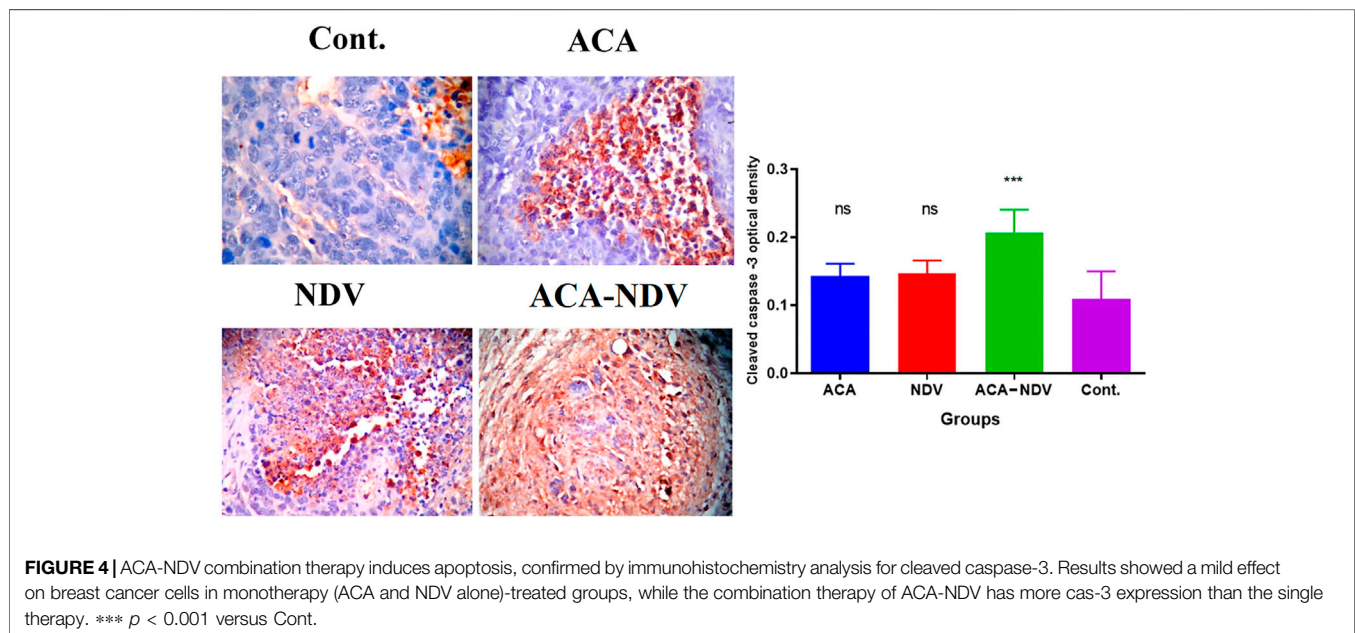 Cont.
ACA
NDV
ACA-NDV
Cleaved caspase -3 optical density
0.3
0.2
0.1
0.0
ns
ns
***
ACA
NDV
ACA–NDV
Cont.
Groups
FIGURE 4 | ACA-NDV combination therapy induces apoptosis, confirmed by immunohistochemistry analysis for cleaved caspase-3. Results showed a mild effect
on breast cancer cells in monotherapy (ACA and NDV alone)-treated groups, while the combination therapy of ACA-NDV has more cas-3 expression than the single
therapy. *** p < 0.001 versus Cont.